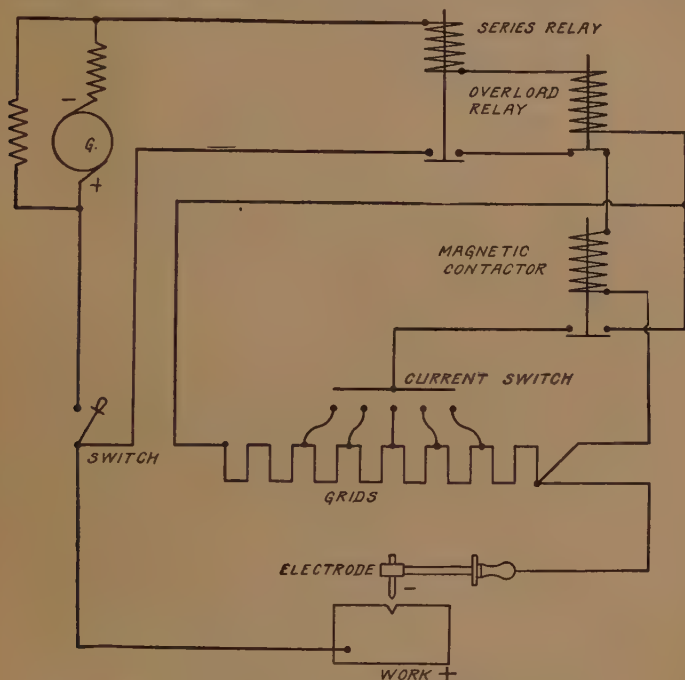 SERIES RELAY
OVERLOAD
RELAY
-
G.
+
MAGNETIC
CONTACTOR
CURRENT SWITCH
SWITCH
GRIDS
ELECTRODE
-
WORK +